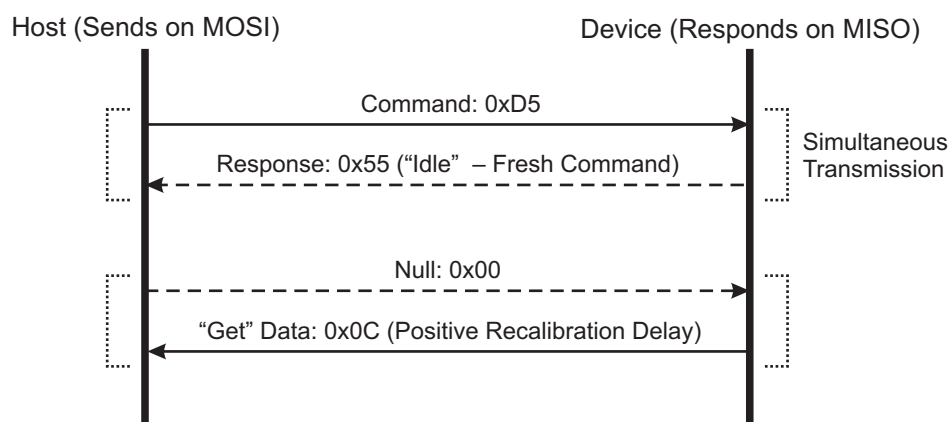 Host (Sends on MOSI)
Device (Responds on MISO)
Command: 0xD5
Response: 0x55 (“Idle” – Fresh Command)
Simultaneous
Transmission
Null: 0x00
“Get” Data: 0x0C (Positive Recalibration Delay)